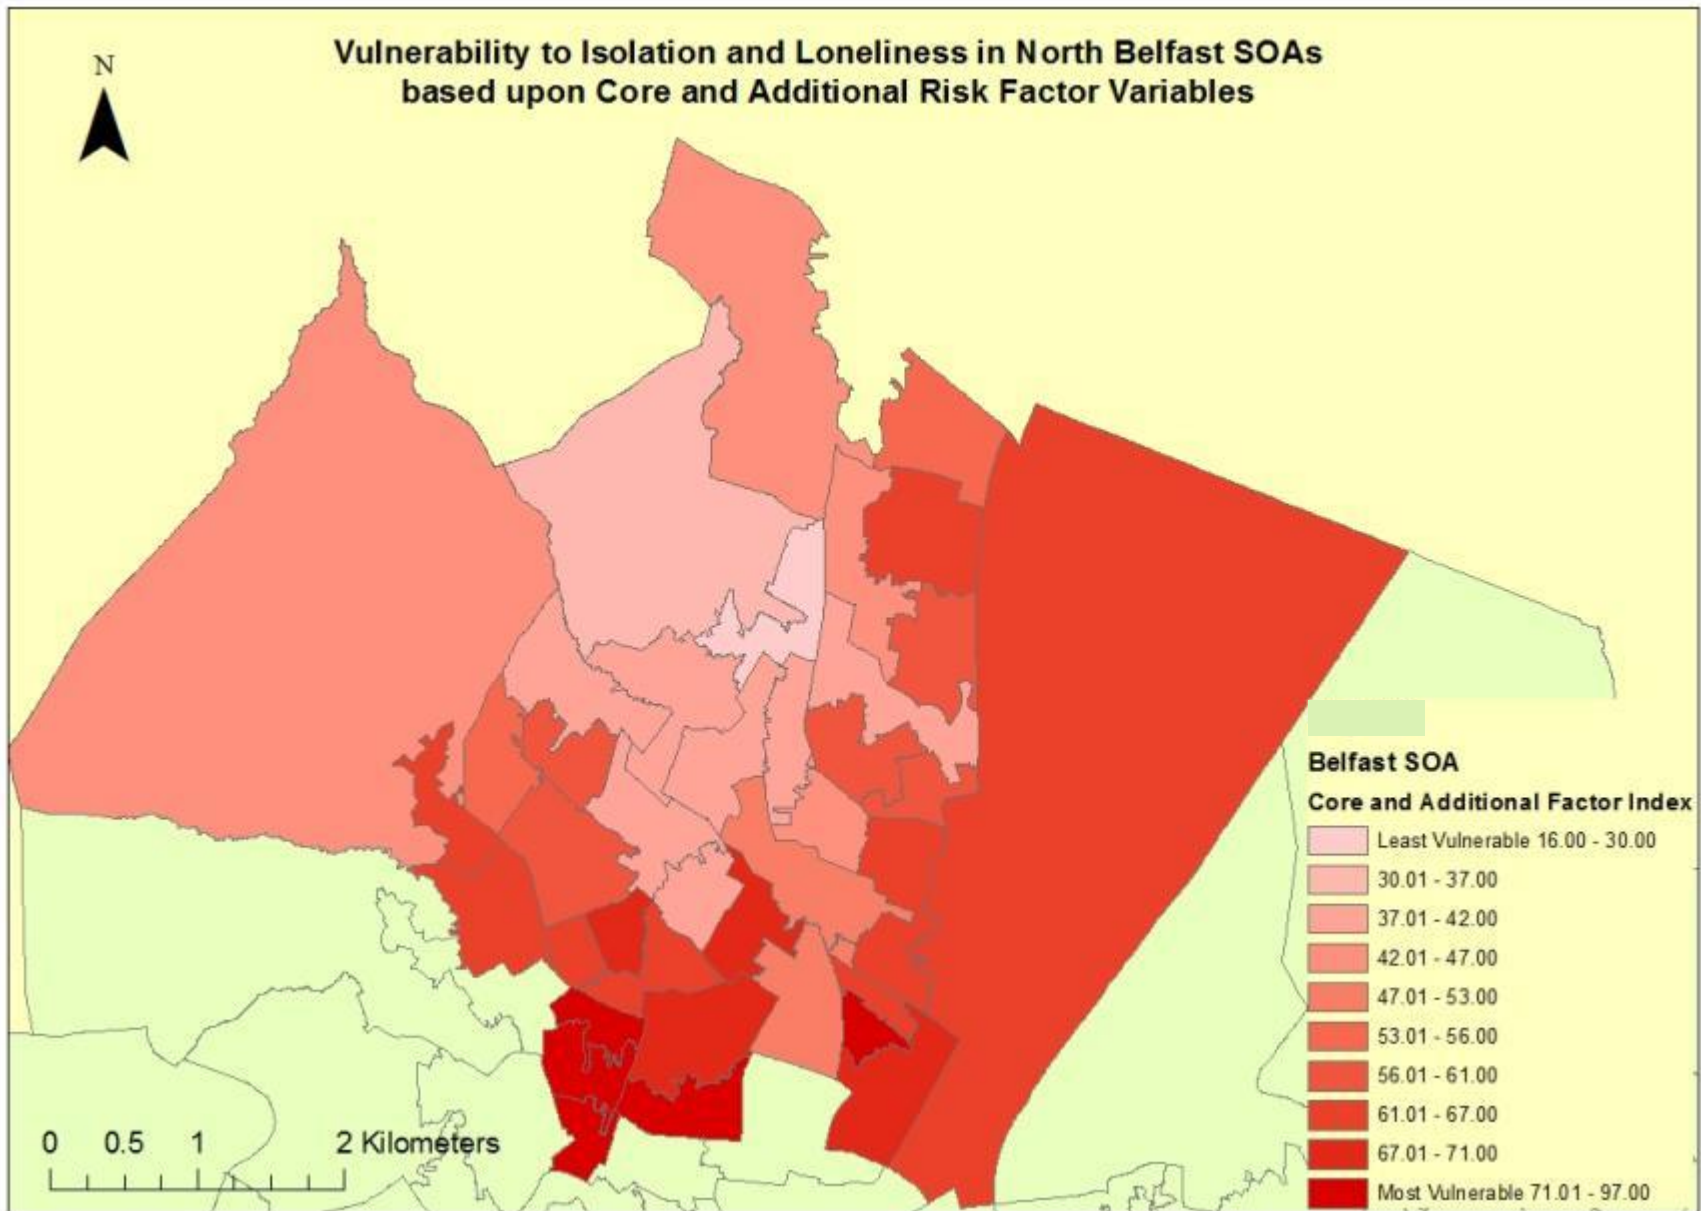 Vulnerability to Isolation and Loneliness in North Belfast SOAs
based upon Core and Additional Risk Factor Variables
N
Belfast SOA
Core and Additional Factor Index
Least Vulnerable 16.00 - 30.00
30.01 - 37.00
37.01 - 42.00
42.01 - 47.00
47.01 - 53.00
53.01 - 56.00
56.01 - 61.00
61.01 - 67.00
67.01 - 71.00
Most Vulnerable 71.01 - 97.00
0 0.5 1 2 Kilometers